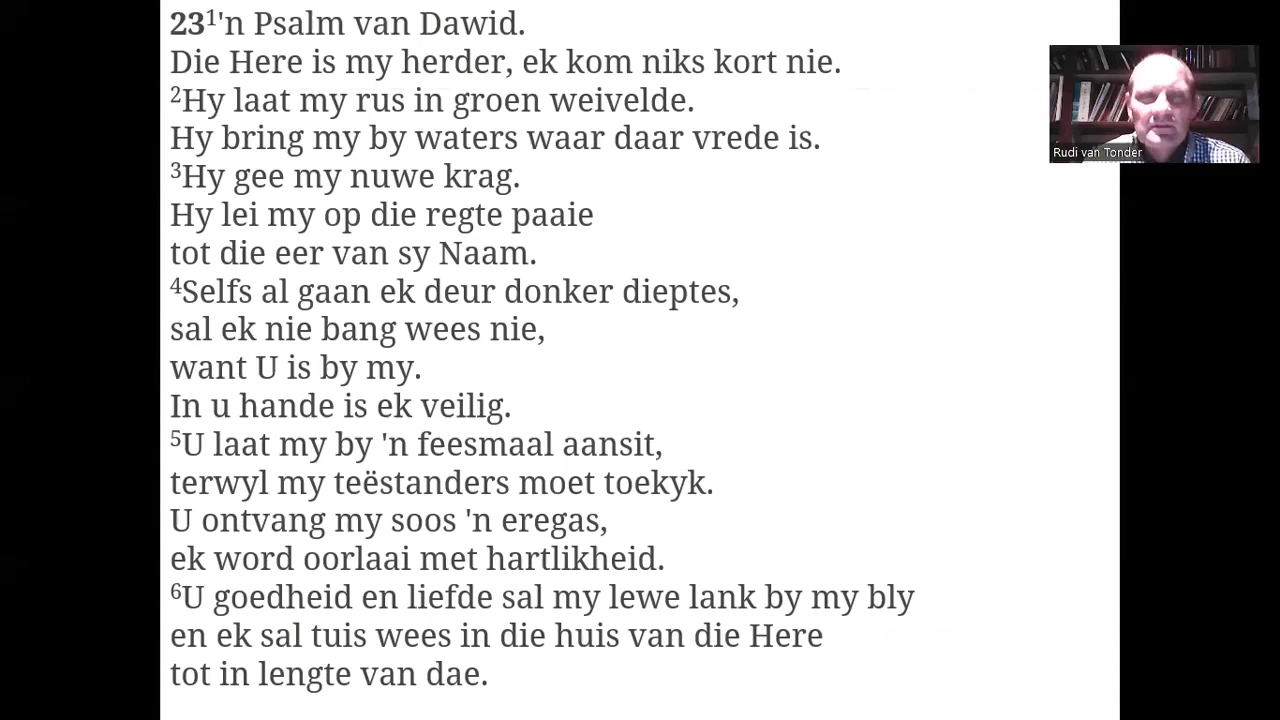 23¹'n Psalm van Dawid.
Die Here is my herder, ek kom niks kort nie.
²Hy laat my rus in groen weivelde.
Hy bring my by waters waar daar vrede is.
³Hy gee my nuwe krag.
Hy lei my op die regte paaie
tot die eer van sy Naam.
⁴Selfs al gaan ek deur donker dieptes,
sal ek nie bang wees nie,
want U is by my.
In u hande is ek veilig.
⁵U laat my by 'n feesmaal aansit,
terwyl my teëstanders moet toekyk.
U ontvang my soos 'n eregas,
ek word oorlaai met hartlikheid.
⁶U goedheid en liefde sal my lewe lank by my bly
en ek sal tuis wees in die huis van die Here
tot in lengte van dae.
Rudi van Tonder